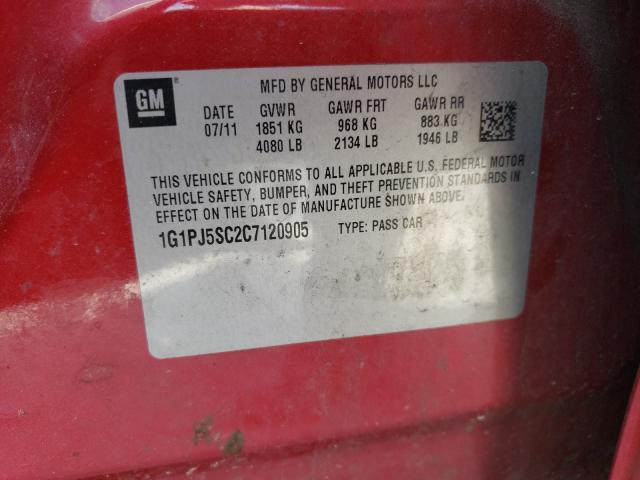 GM
MFD BY GENERAL MOTORS LLC
DATE GVWR GAWR FRT GAWR RR
07/11 1851 KG 968 KG 883 KG
4080 LB 2134 LB 1946 LB
THIS VEHICLE CONFORMS TO ALL APPLICABLE U.S. FEDERAL MOTOR
VEHICLE SAFETY, BUMPER, AND THEFT PREVENTION STANDARDS IN
EFFECT ON THE DATE OF MANUFACTURE SHOWN ABOVE.
1G1PJ5SC2C7120905 TYPE: PASS CAR